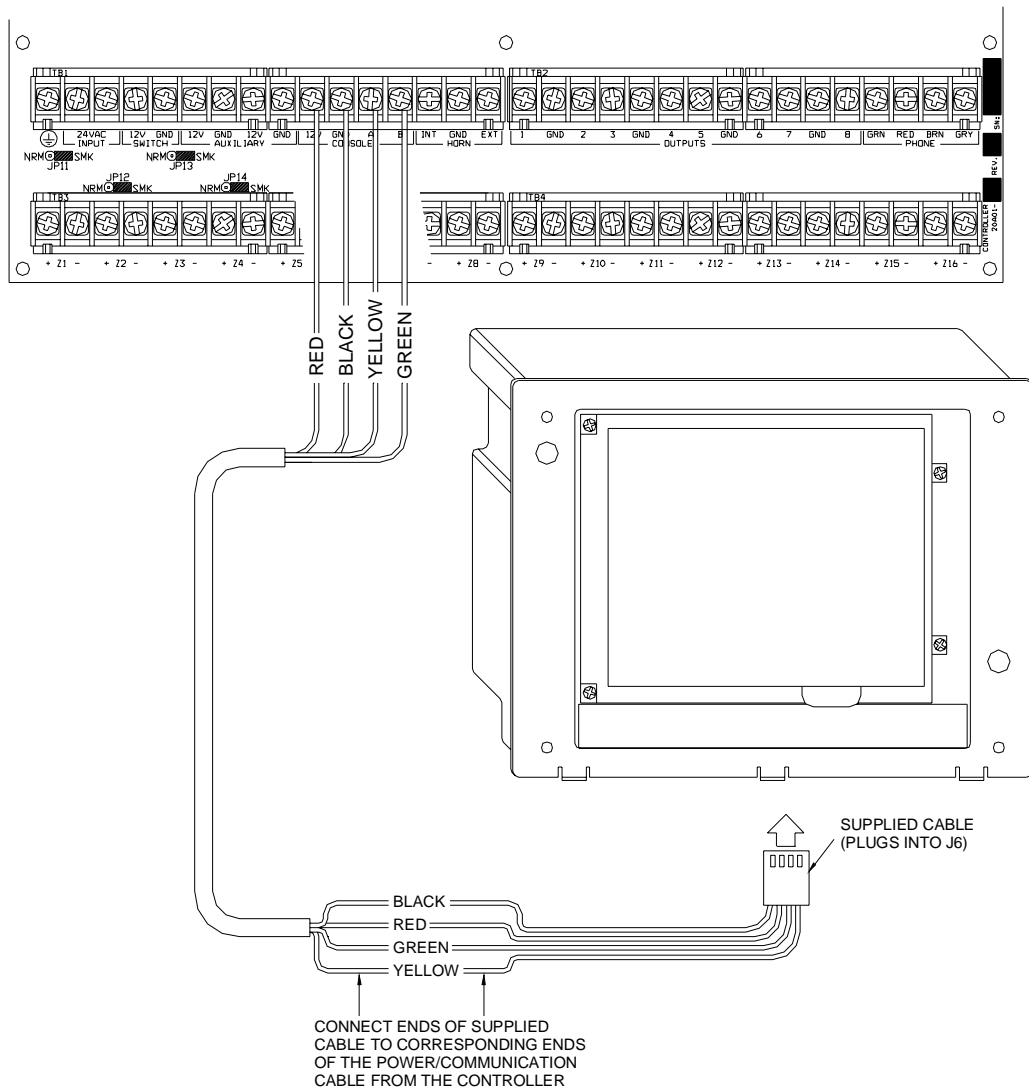 TB1
TB2
24VAC 12V GND 12V GND 12V GND 12V GND A B INT GND EXT
INPUT SWITCH AUXILIARY CONSOLE HORN
1 GND 2 3 GND 4 5 GND 6 7 GND 8 GRN RED BRN GRY
OUTPUTS PHONE
NRM SMK
JP11
NRM SMK
JP13
JP12
NRM SMK
JP14
NRM SMK
SN:
REV.
CONTROLLER
20A01-
TB3
TB4
+ Z1 - + Z2 - + Z3 - + Z4 - + Z5 - Z8 - + Z9 - + Z10 - + Z11 - + Z12 - + Z13 - + Z14 - + Z15 - + Z16 -
RED
BLACK
YELLOW
GREEN
SUPPLIED CABLE
(PLUGS INTO J6)
BLACK
RED
GREEN
YELLOW
CONNECT ENDS OF SUPPLIED
CABLE TO CORRESPONDING ENDS
OF THE POWER/COMMUNICATION
CABLE FROM THE CONTROLLER